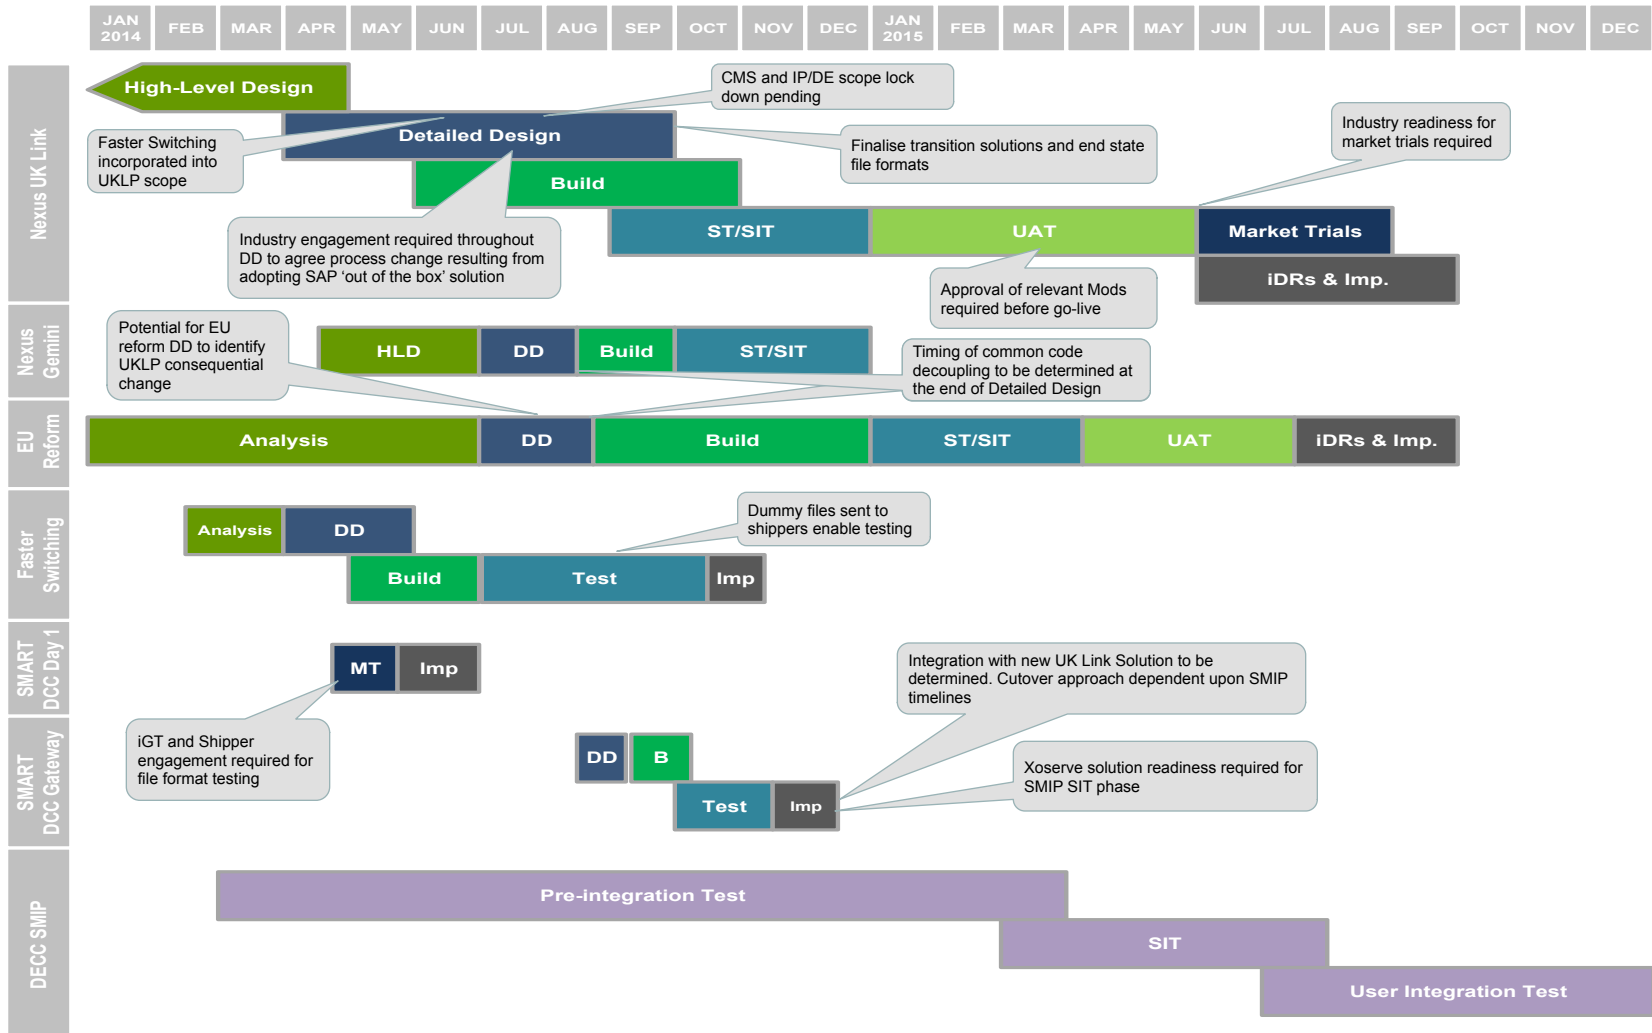 JAN
2014
FEB
MAR
APR
MAY
JUN
JUL
AUG
SEP
OCT
NOV
DEC
JAN
2015
FEB
MAR
APR
MAY
JUN
JUL
AUG
SEP
OCT
NOV
DEC
Nexus UK Link
High-Level Design
CMS and IP/DE scope lock
down pending
Detailed Design
Faster Switching
incorporated into
UKLP scope
Finalise transition solutions and end state
file formats
Industry readiness for
market trials required
Build
Industry engagement required throughout
DD to agree process change resulting from
adopting SAP ‘out of the box’ solution
ST/SIT
UAT
Market Trials
Approval of relevant Mods
required before go-live
iDRs & Imp.
Nexus
Gemini
Potential for EU
reform DD to identify
UKLP consequential
change
HLD
DD
Build
ST/SIT
Timing of common code
decoupling to be determined at
the end of Detailed Design
EU
Reform
Analysis
DD
Build
ST/SIT
UAT
iDRs & Imp.
Faster
Switching
Analysis
DD
Dummy files sent to
shippers enable testing
Build
Test
Imp
SMART
DCC Day 1
MT
Imp
Integration with new UK Link Solution to be
determined. Cutover approach dependent upon SMIP
timelines
SMART
DCC Gateway
iGT and Shipper
engagement required for
file format testing
DD
B
Xoserve solution readiness required for
SMIP SIT phase
Test
Imp
DECC SMIP
Pre-integration Test
SIT
User Integration Test